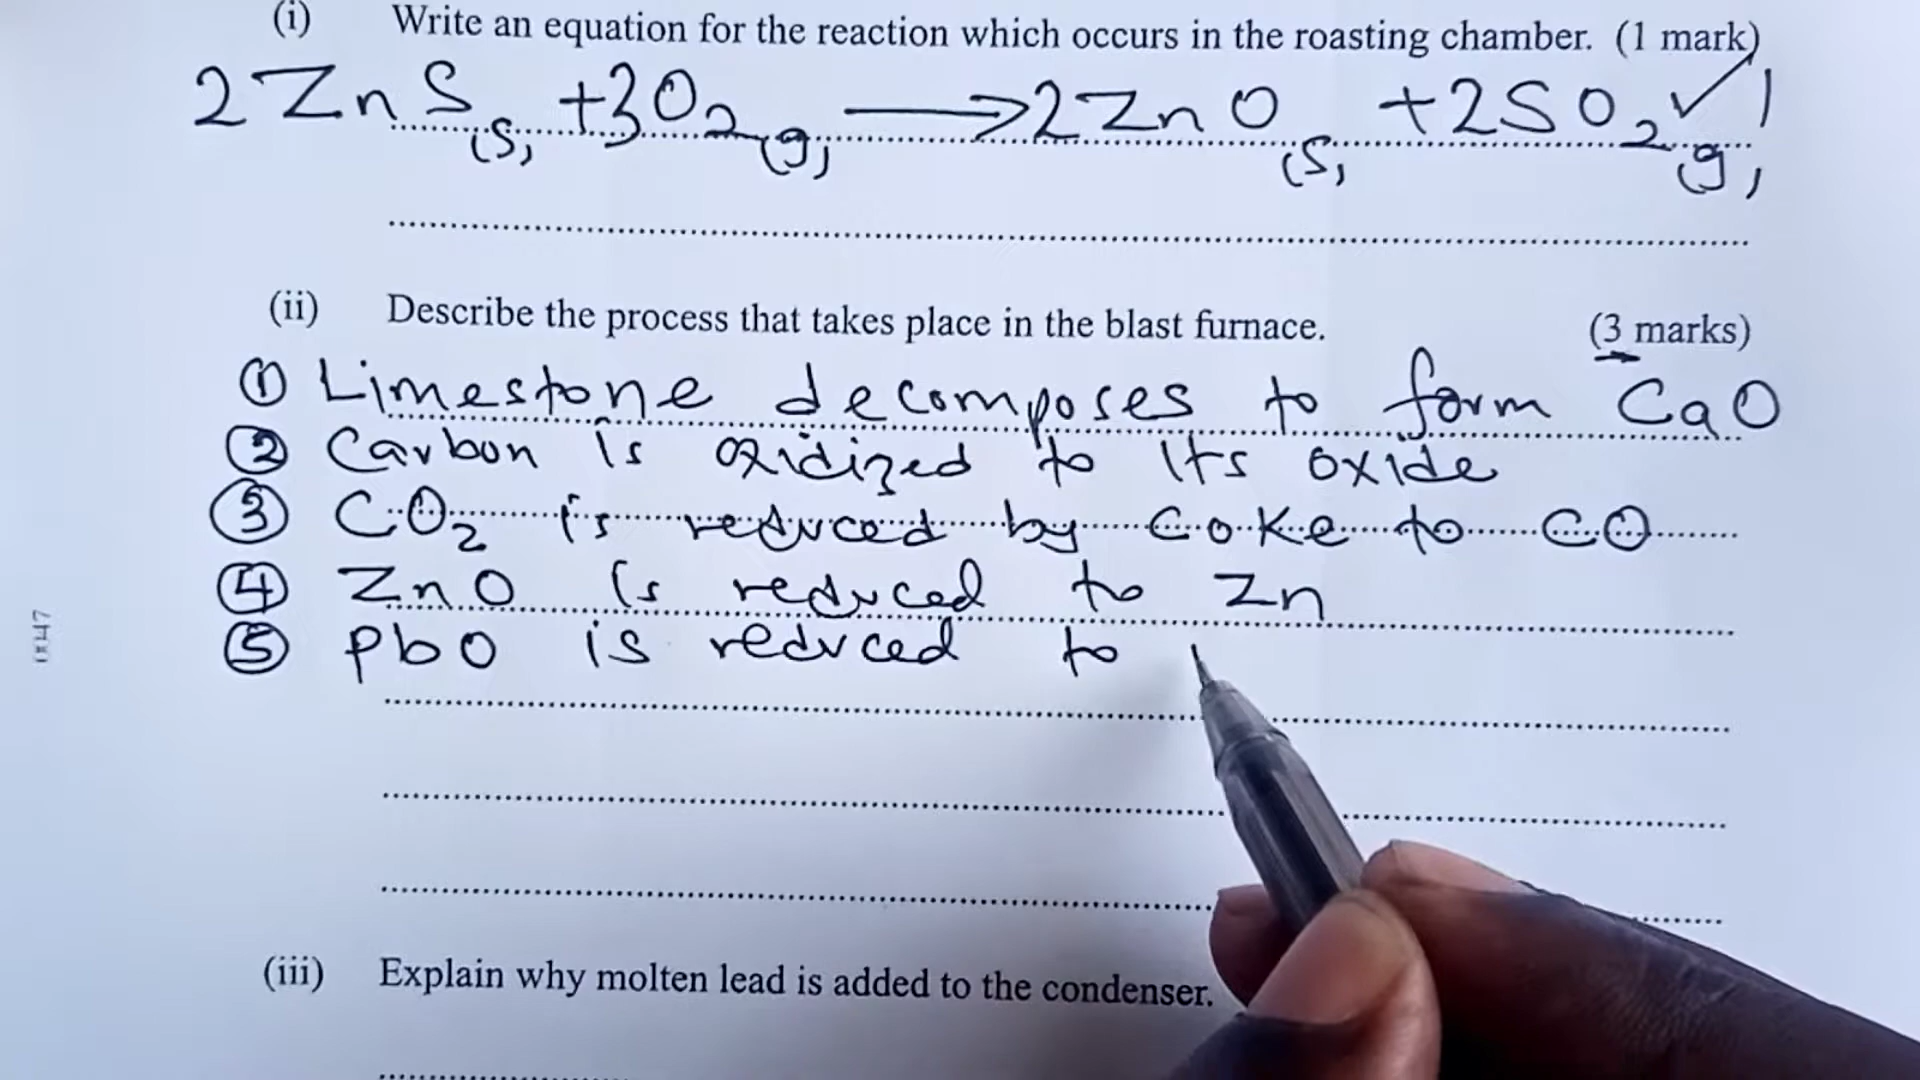 (i) Write an equation for the reaction which occurs in the roasting chamber. (1 mark)
2ZnS(s) + 3O2(g) ⟶ 2ZnO(s) + 2SO2(g) ✓1
(ii) Describe the process that takes place in the blast furnace. (3 marks)
① Limestone decomposes to form CaO
② Carbon is oxidized to its oxide
③ CO2 is reduced by coke to CO
④ ZnO is reduced to Zn
⑤ PbO is reduced to
(iii) Explain why molten lead is added to the condenser.